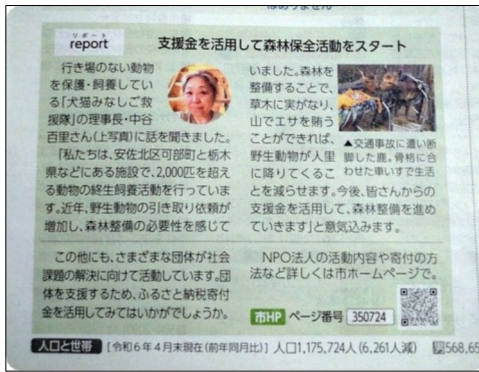 はありません
リポート
report
支援金を活用して森林保全活動をスタート
行き場のない動物
を保護・飼養してい
る「犬猫みなしご救
援隊」の理事長・中谷
百里さん(上写真)に話を聞きました。
「私たちは、安佐北区可部町と栃木
県などにある施設で、2,000匹を超え
る動物の終生飼養活動を行っていま
す。近年、野生動物の引き取り依頼が
増加し、森林整備の必要性を感じて
いました。森林を
整備することで、
草木に実がなり、
山でエサを賄う
ことができれば、
野生動物が人里
に降りてくるこ
とを減らせます。今後、皆さんからの
支援金を活用して、森林整備を進め
ていきます」と意気込みます。
▲交通事故に遭い断
脚した鹿。骨格に合
わせた車いすで生活
この他にも、さまざまな団体が社会
課題の解決に向けて活動しています。団
体を支援するため、ふるさと納税寄付
金を活用してみてはいかがでしょうか。
NPO法人の活動内容や寄付の方
法など詳しくは市ホームページで。
市HP ページ番号 350724
人口と世帯 [令和6年4月末現在(前年同月比)] 人口1,175,724人(6,261人減)